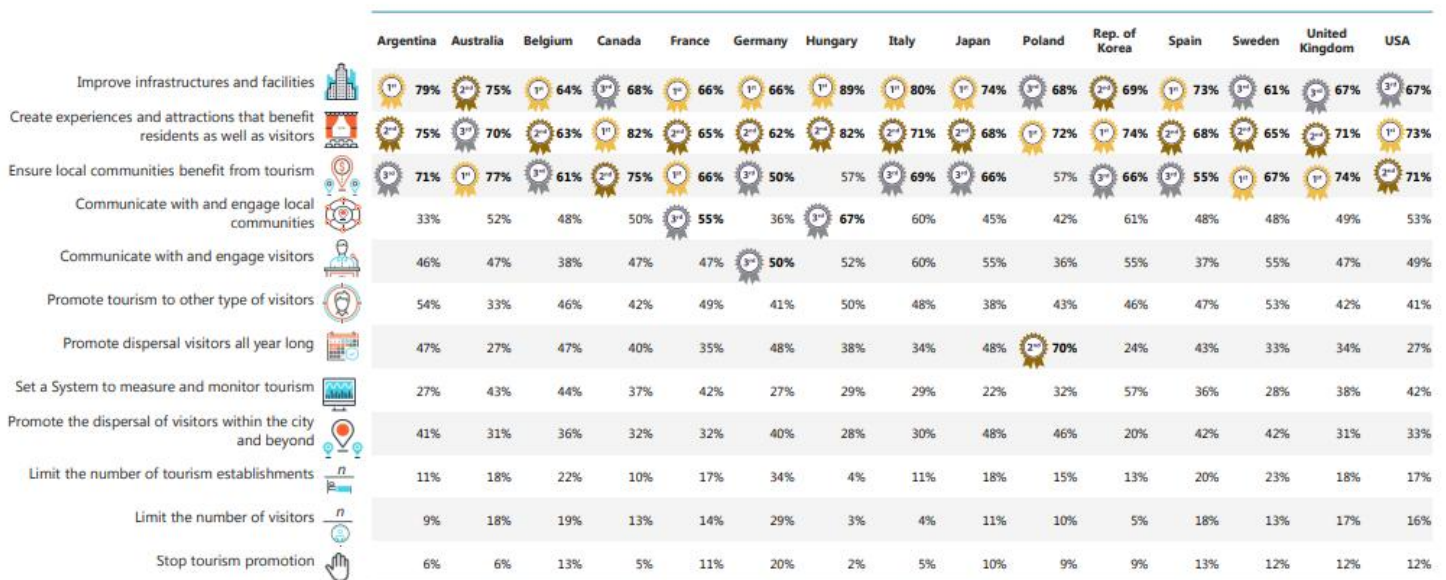 Argentina Australia Belgium Canada France Germany Hungary Italy Japan Poland Rep. of Korea Spain Sweden United Kingdom USA
Improve infrastructures and facilities 1st 79% 2nd 75% 1st 64% 3rd 68% 1st 66% 1st 66% 1st 89% 1st 80% 1st 74% 3rd 68% 2nd 69% 1st 73% 3rd 61% 3rd 67% 3rd 67%
Create experiences and attractions that benefit
residents as well as visitors 2nd 75% 3rd 70% 2nd 63% 1st 82% 2nd 65% 2nd 62% 2nd 82% 2nd 71% 2nd 68% 1st 72% 1st 74% 2nd 68% 2nd 65% 2nd 71% 1st 73%
Ensure local communities benefit from tourism $ 3rd 71% 1st 77% 3rd 61% 2nd 75% 1st 66% 3rd 50% 57% 3rd 69% 3rd 66% 57% 3rd 66% 3rd 55% 1st 67% 1st 74% 2nd 71%
Communicate with and engage local
communities 33% 52% 48% 50% 3rd 55% 36% 3rd 67% 60% 45% 42% 61% 48% 48% 49% 53%
Communicate with and engage visitors 46% 47% 38% 47% 47% 3rd 50% 52% 60% 55% 36% 55% 37% 55% 47% 49%
Promote tourism to other type of visitors 54% 33% 46% 42% 49% 41% 50% 48% 38% 43% 46% 47% 53% 42% 41%
Promote dispersal visitors all year long 47% 27% 47% 40% 35% 48% 38% 34% 48% 2nd 70% 24% 43% 33% 34% 27%
Set a System to measure and monitor tourism 27% 43% 44% 37% 42% 27% 29% 29% 22% 32% 57% 36% 28% 38% 42%
Promote the dispersal of visitors within the city
and beyond 41% 31% 36% 32% 32% 40% 28% 30% 48% 46% 20% 42% 42% 31% 33%
Limit the number of tourism establishments n 11% 18% 22% 10% 17% 34% 4% 11% 18% 15% 13% 20% 23% 18% 17%
Limit the number of visitors n 9% 18% 19% 13% 14% 29% 3% 4% 11% 10% 5% 18% 13% 17% 16%
Stop tourism promotion 6% 6% 13% 5% 11% 20% 2% 5% 10% 9% 9% 13% 12% 12% 12%